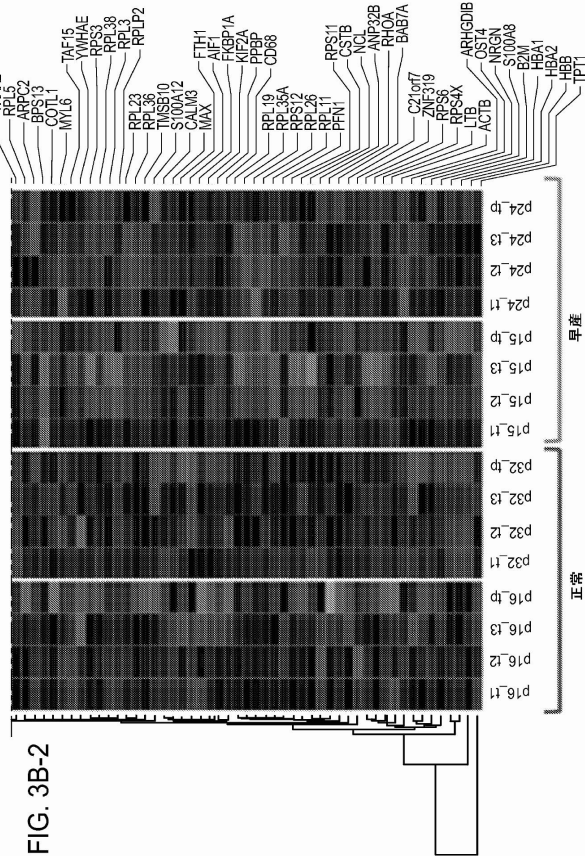 FIG. 3B-2
RPL5
ARPC2
BPS13
COTL1
MYL6
TAF15
YWHAE
RPS3
RPL38
RPL3
RPLP2
RPL23
RPL36
TMSB10
S100A12
CALM3
MAX
FTH1
AIF1
FKBP1A
KIF2A
PPBP
CD68
RPL19
RPL35A
RPS12
RPL26
RPL11
PFN1
RPS11
CSTB
NCL
ANP32B
RHOA
BAB7A
C21orf7
ZNF319
RPS6
RPS4X
LTB
ACTB
ARHGDIB
OST4
NRGN
S100A8
B2M
HBA1
HBA2
HBB
TPT1
p16_t1
p16_t2
p16_t3
p16_tp
p32_t1
p32_t2
p32_t3
p32_tp
p15_t1
p15_t2
p15_t3
p15_tp
p24_t1
p24_t2
p24_t3
p24_tp
正常
早産